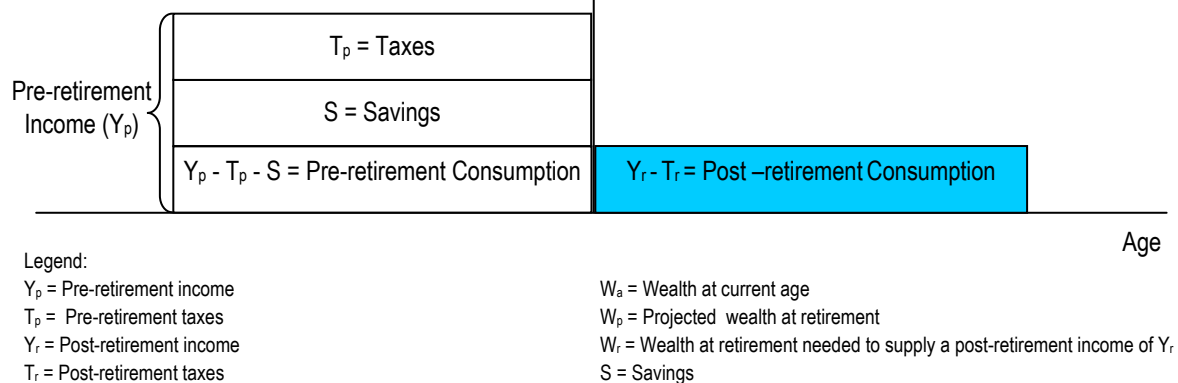 Tₚ = Taxes
Pre-retirement
Income (Yₚ)
S = Savings
Yₚ - Tₚ - S = Pre-retirement Consumption
Yᵣ - Tᵣ = Post –retirement Consumption
Age
Legend:
Yₚ = Pre-retirement income
Tₚ = Pre-retirement taxes
Yᵣ = Post-retirement income
Tᵣ = Post-retirement taxes
Wₐ = Wealth at current age
Wₚ = Projected wealth at retirement
Wᵣ = Wealth at retirement needed to supply a post-retirement income of Yᵣ
S = Savings